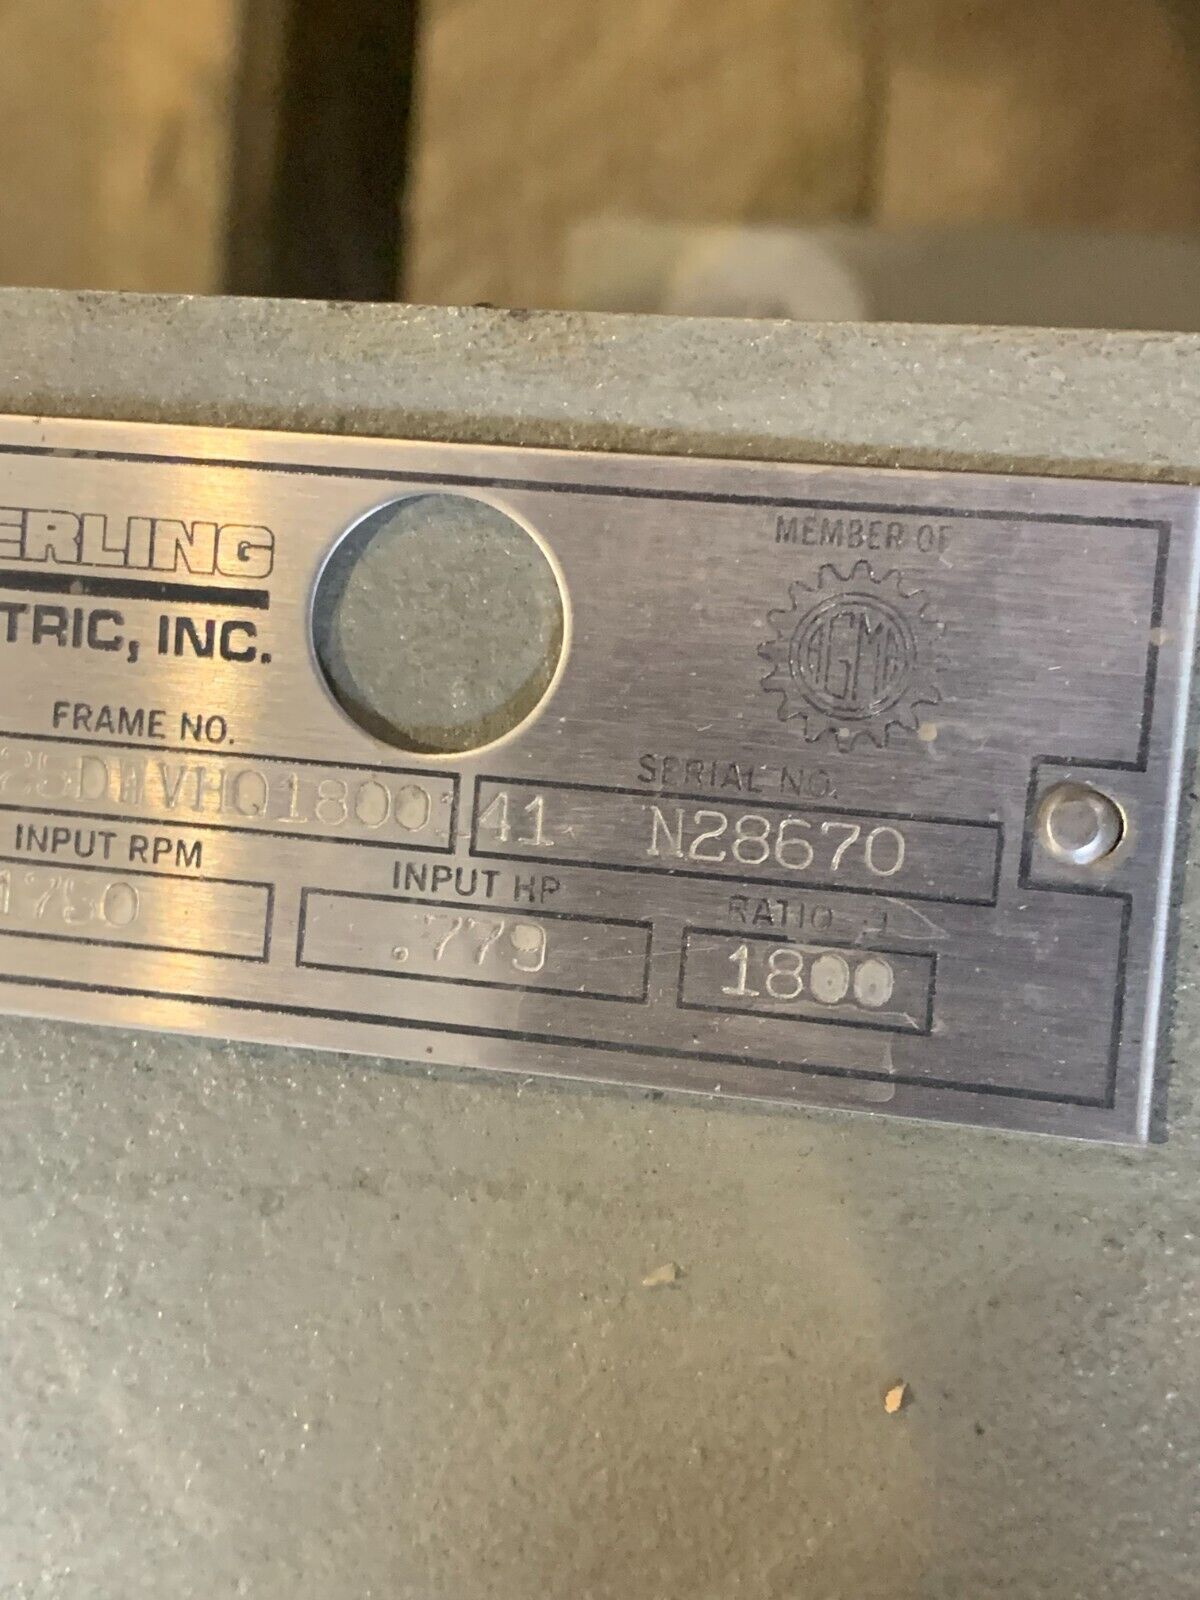 ERLING
TRIC, INC.
MEMBER OF
AGMA
FRAME NO.
SERIAL NO.
25DWVHQ1800141 N28670
INPUT RPM
INPUT HP
RATIO
1750
.779
1800